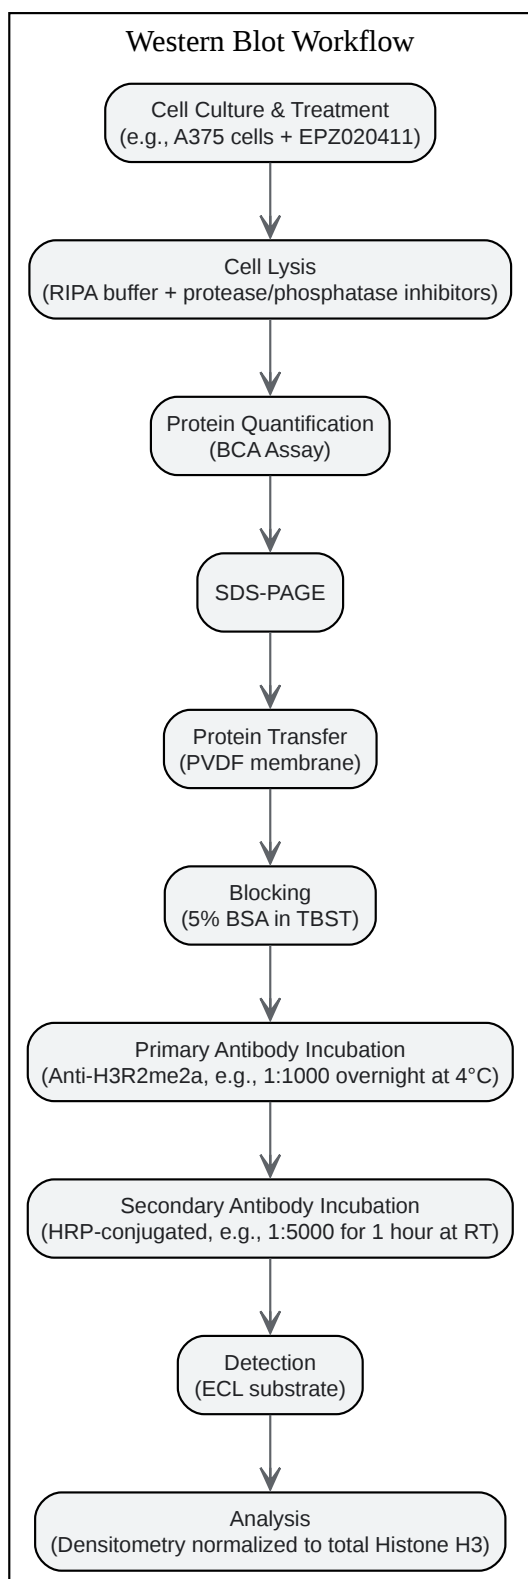 Western Blot Workflow
Cell Culture & Treatment
(e.g., A375 cells + EPZ020411)
Cell Lysis
(RIPA buffer + protease/phosphatase inhibitors)
Protein Quantification
(BCA Assay)
SDS-PAGE
Protein Transfer
(PVDF membrane)
Blocking
(5% BSA in TBST)
Primary Antibody Incubation
(Anti-H3R2me2a, e.g., 1:1000 overnight at 4°C)
Secondary Antibody Incubation
(HRP-conjugated, e.g., 1:5000 for 1 hour at RT)
Detection
(ECL substrate)
Analysis
(Densitometry normalized to total Histone H3)